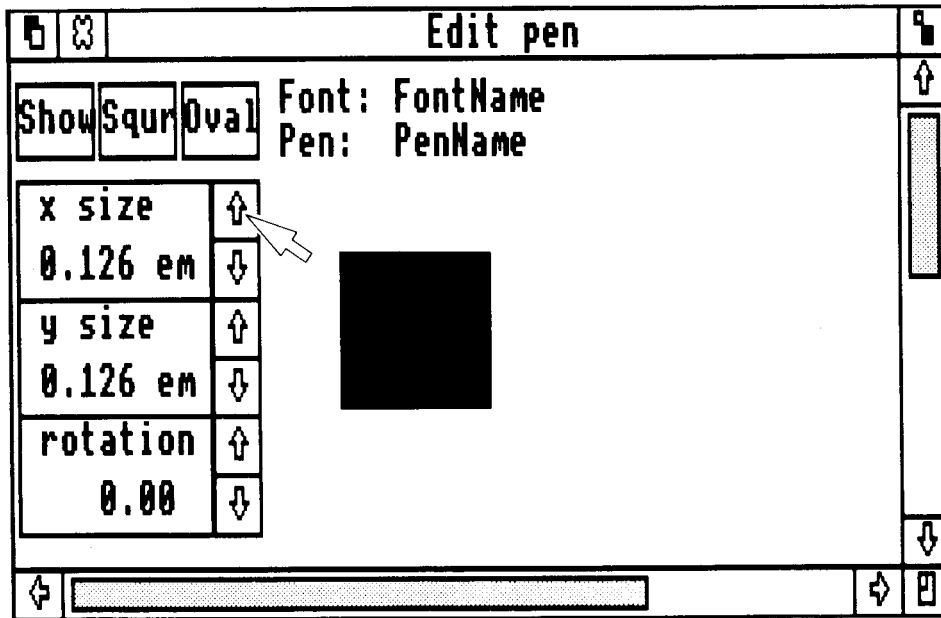 Edit pen
Show Squr Oval
Font: FontName
Pen: PenName
x size
0.126 em
y size
0.126 em
rotation
0.00